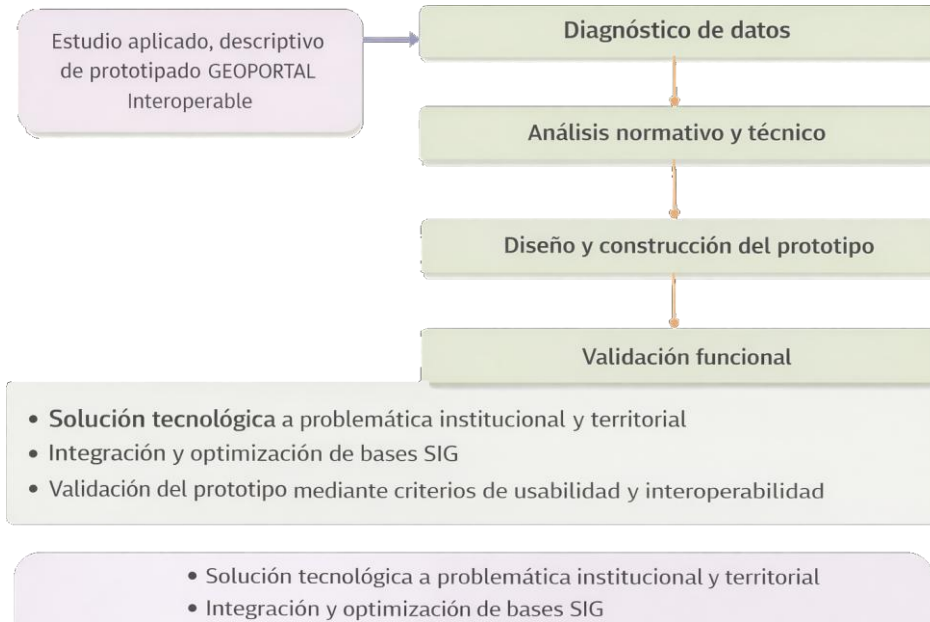 Estudio aplicado, descriptivo
de prototipado GEOPORTAL
Interoperable
Diagnóstico de datos
Análisis normativo y técnico
Diseño y construcción del prototipo
Validación funcional
• Solución tecnológica a problemática institucional y territorial
• Integración y optimización de bases SIG
• Validación del prototipo mediante criterios de usabilidad y interoperabilidad
• Solución tecnológica a problemática institucional y territorial
• Integración y optimización de bases SIG